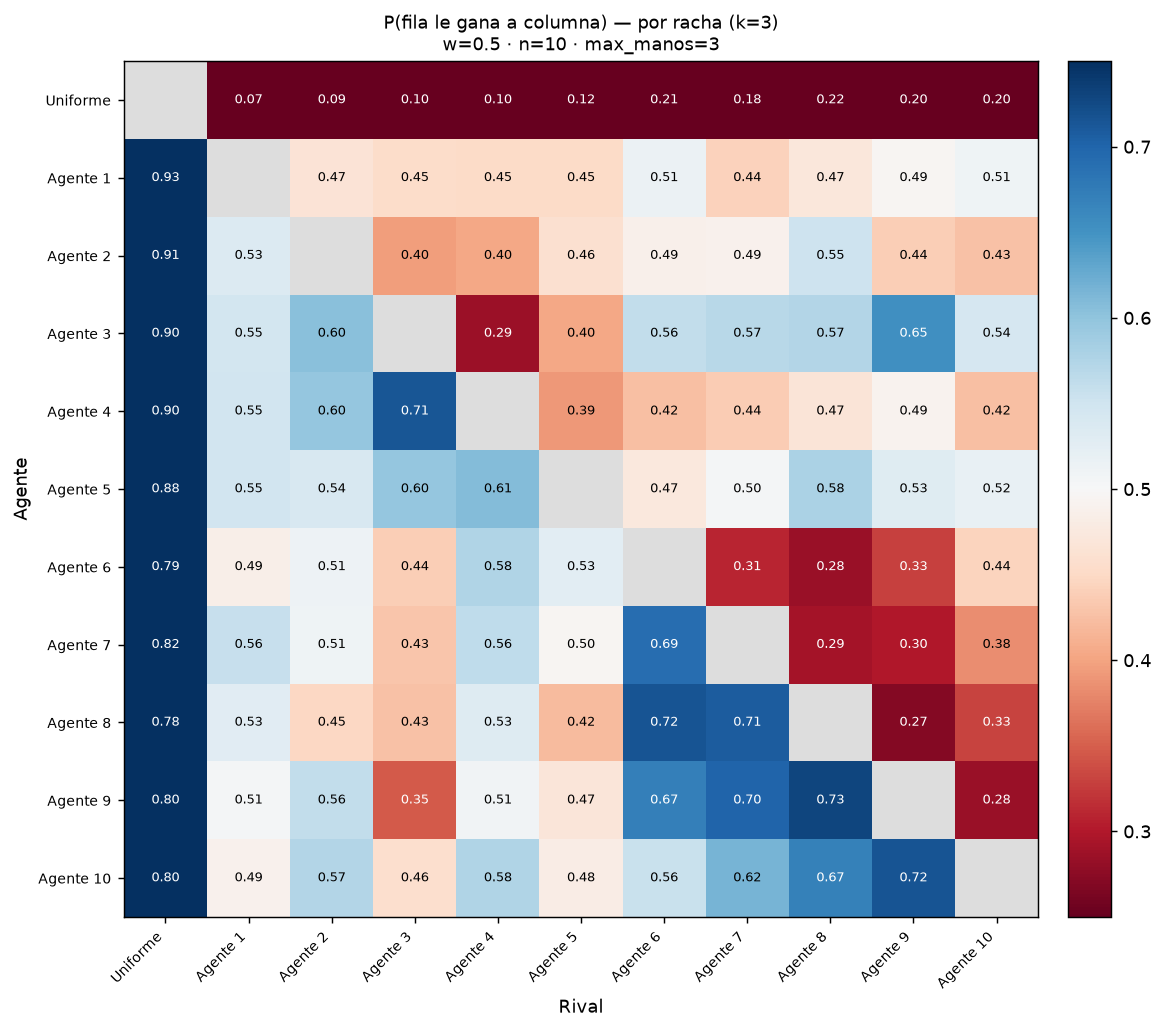 P(fila le gana a columna) — por racha (k=3)
w=0.5 · n=10 · max_manos=3
Uniforme 0.07 0.09 0.10 0.10 0.12 0.21 0.18 0.22 0.20 0.20
Agente 1 0.93 0.47 0.45 0.45 0.45 0.51 0.44 0.47 0.49 0.51
Agente 2 0.91 0.53 0.40 0.40 0.46 0.49 0.49 0.55 0.44 0.43
Agente 3 0.90 0.55 0.60 0.29 0.40 0.56 0.57 0.57 0.65 0.54
Agente 4 0.90 0.55 0.60 0.71 0.39 0.42 0.44 0.47 0.49 0.42
Agente 5 0.88 0.55 0.54 0.60 0.61 0.47 0.50 0.58 0.53 0.52
Agente 6 0.79 0.49 0.51 0.44 0.58 0.53 0.31 0.28 0.33 0.44
Agente 7 0.82 0.56 0.51 0.43 0.56 0.50 0.69 0.29 0.30 0.38
Agente 8 0.78 0.53 0.45 0.43 0.53 0.42 0.72 0.71 0.27 0.33
Agente 9 0.80 0.51 0.56 0.35 0.51 0.47 0.67 0.70 0.73 0.28
Agente 10 0.80 0.49 0.57 0.46 0.58 0.48 0.56 0.62 0.67 0.72
Agente
Uniforme Agente 1 Agente 2 Agente 3 Agente 4 Agente 5 Agente 6 Agente 7 Agente 8 Agente 9 Agente 10
Rival
0.7
0.6
0.5
0.4
0.3